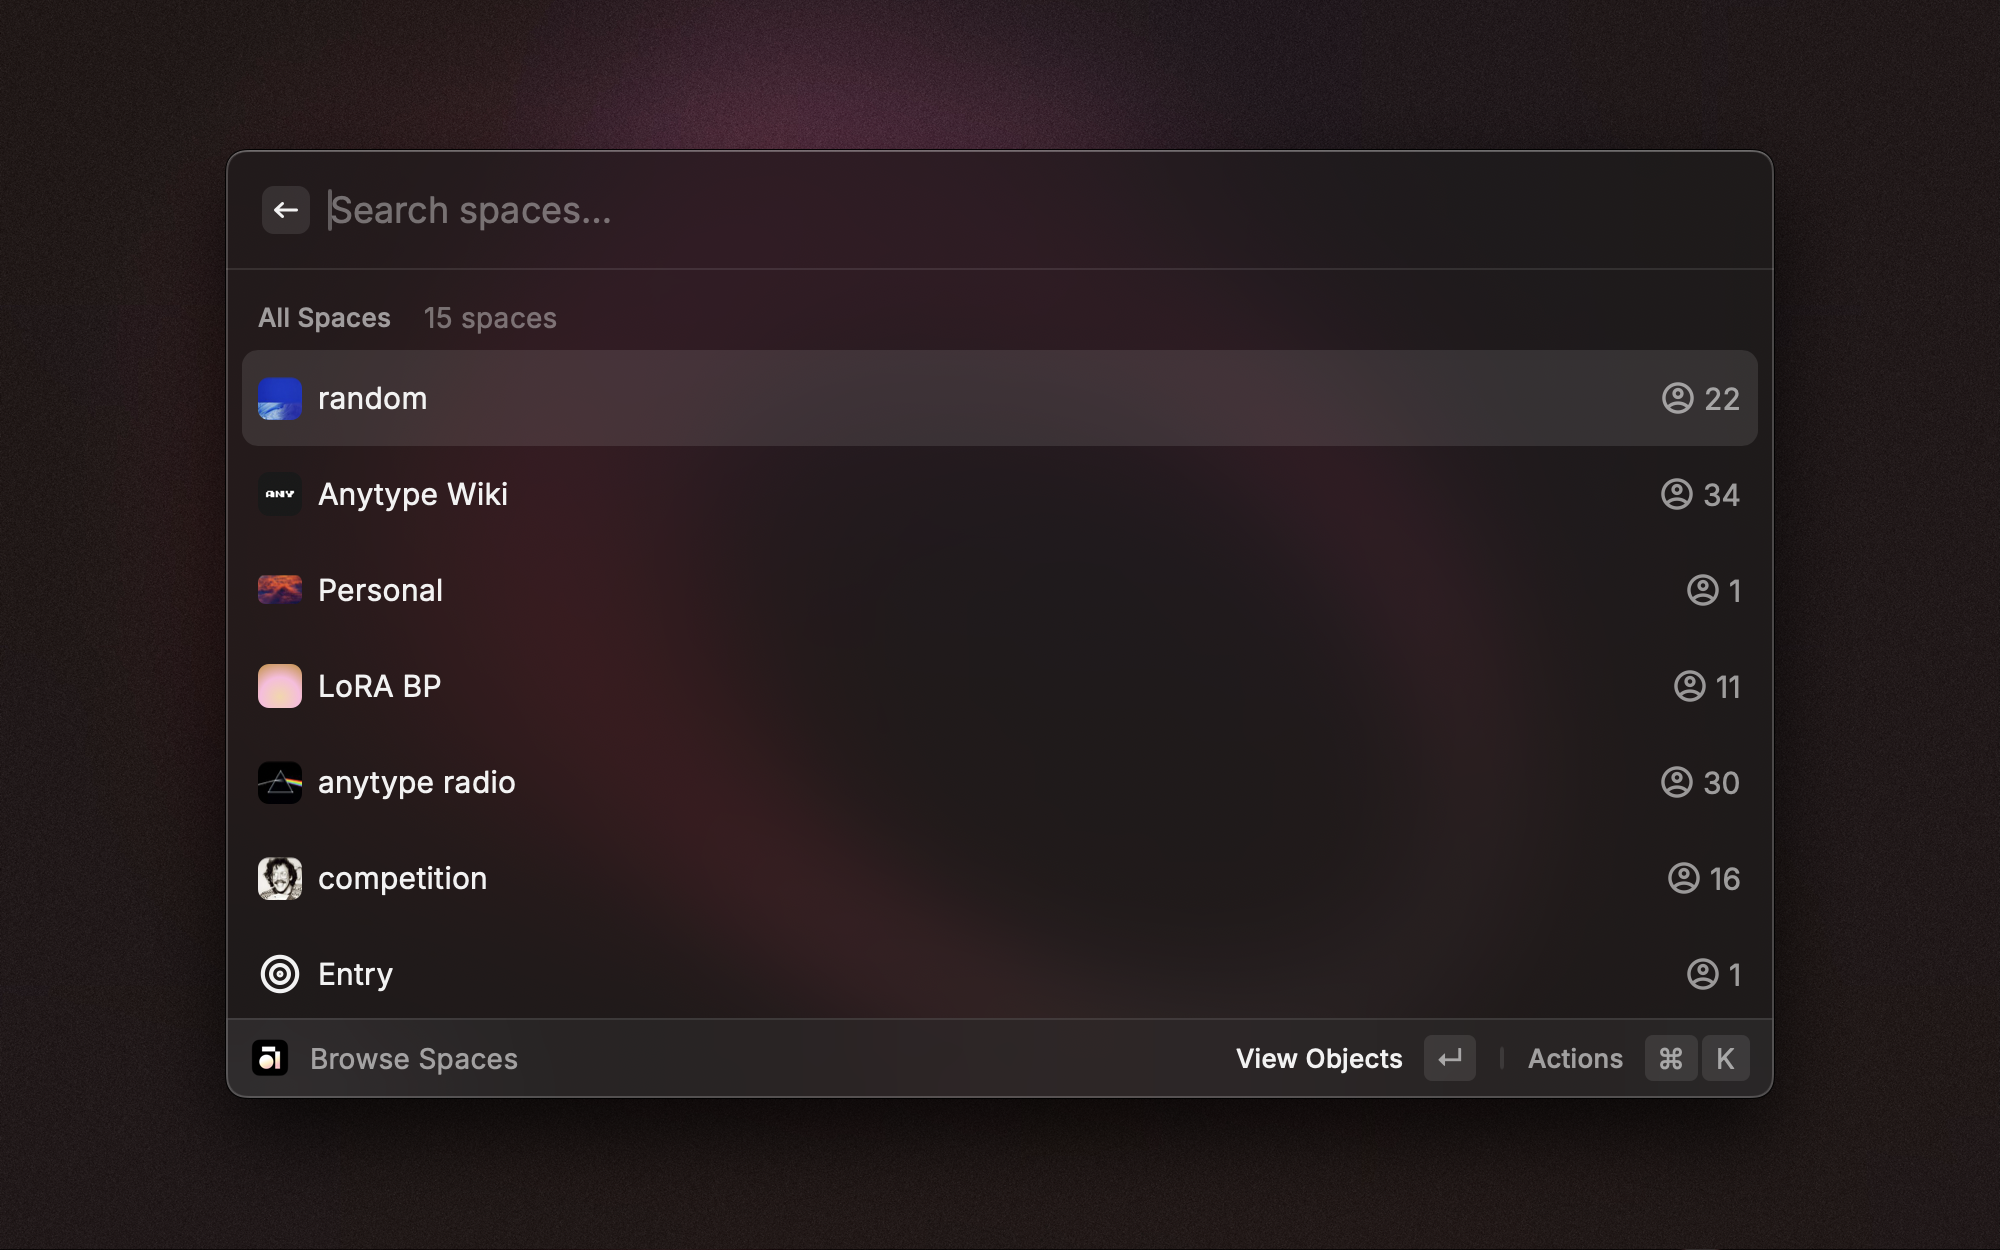 Search spaces...
All Spaces 15 spaces
random 22
ANY Anytype Wiki 34
Personal 1
LoRA BP 11
anytype radio 30
competition 16
Entry 1
Browse Spaces View Objects ↵ Actions ⌘ K